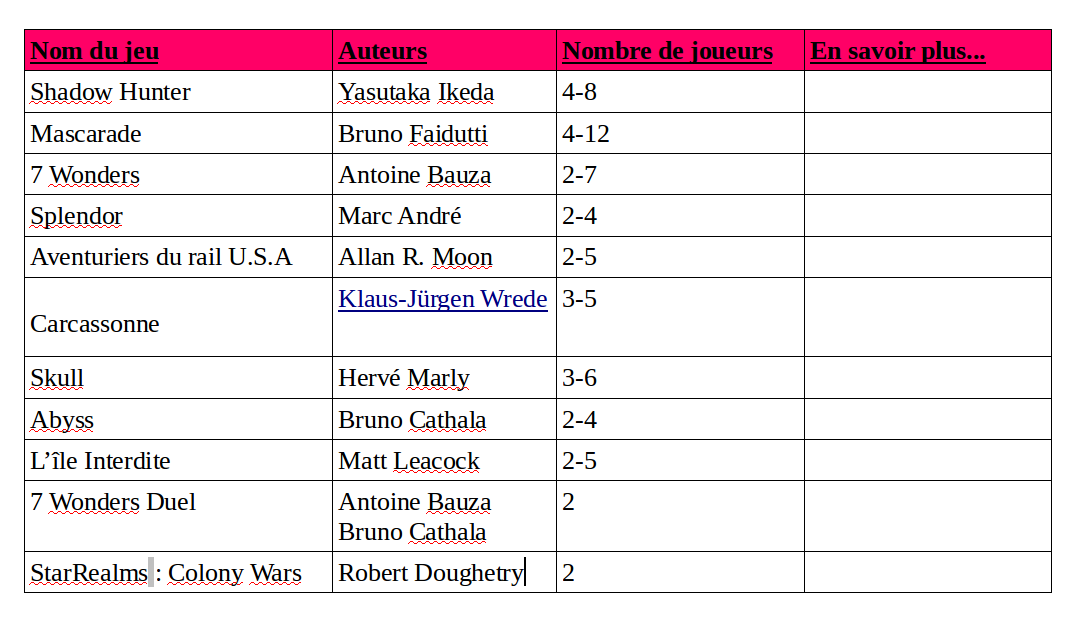 Nom du jeu Auteurs Nombre de joueurs En savoir plus...
Shadow Hunter Yasutaka Ikeda 4-8
Mascarade Bruno Faidutti 4-12
7 Wonders Antoine Bauza 2-7
Splendor Marc André 2-4
Aventuriers du rail U.S.A Allan R. Moon 2-5
Carcassonne Klaus-Jürgen Wrede 3-5
Skull Hervé Marly 3-6
Abyss Bruno Cathala 2-4
L’île Interdite Matt Leacock 2-5
7 Wonders Duel Antoine Bauza 2
Bruno Cathala
StarRealms : Colony Wars Robert Doughetry 2